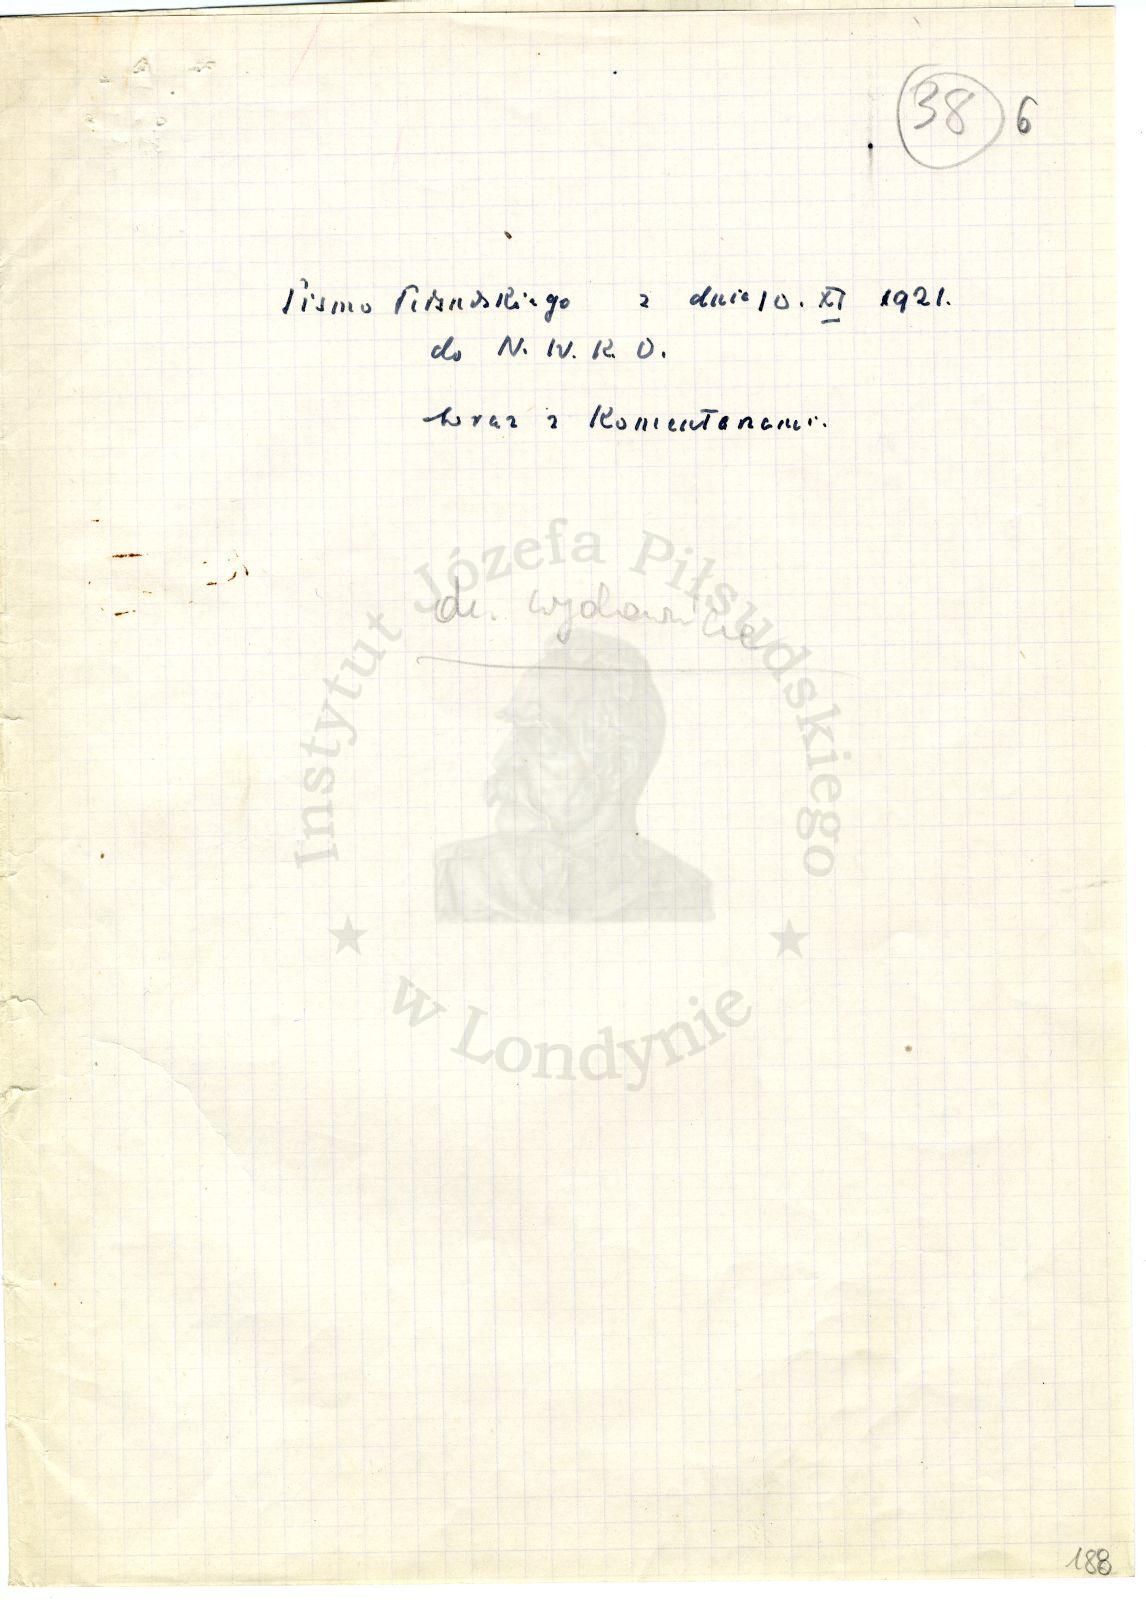 38 6
Pismo Piłsudskiego z dnia 10. XI 1921.
do N. W. K. O.
wraz z Komentarzami.
Instytut Józefa Piłsudskiego
w Londynie
188